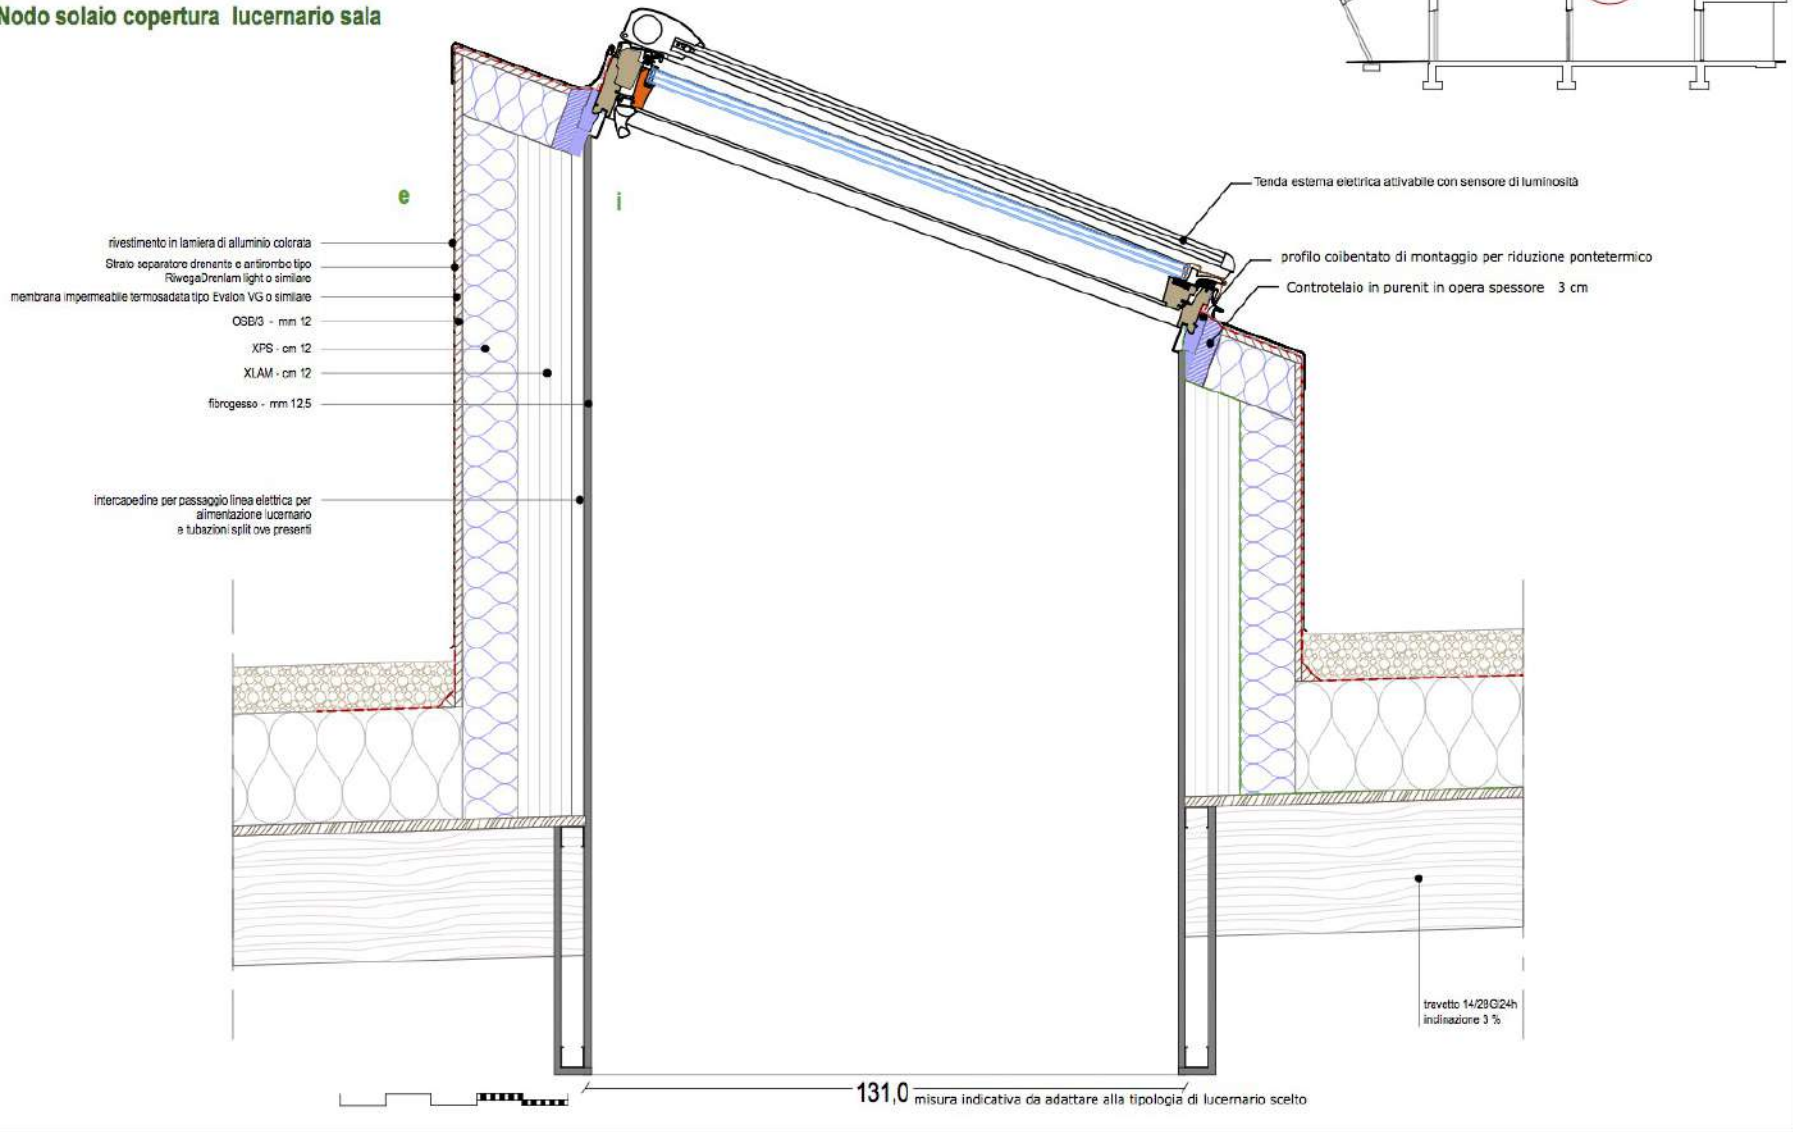 Nodo solaio copertura lucernario sala
e
i
Tenda esterna elettrica attivabile con sensore di luminosità
profilo coibentato di montaggio per riduzione pontetermico
Controtelaio in purenit in opera spessore 3 cm
rivestimento in lamiera di alluminio colorata
Strato separatore drenante e antirombo tipo
RiwegaDrenlam light o similare
membrana impermeabile termosadata tipo Evalon VG o similare
OSB/3 - mm 12
XPS - cm 12
XLAM - cm 12
fibrogesso - mm 12,5
intercapedine per passaggio linea elettrica per
alimentazione lucernario
e tubazioni split ove presenti
travetto 14/28Gl24h
inclinazione 3 %
131,0 misura indicativa da adattare alla tipologia di lucernario scelto